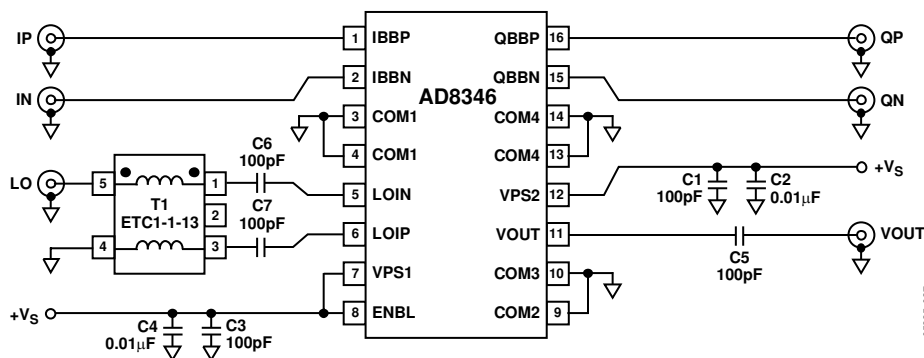 IP
IN
LO
+VS
5
4
T1
ETC1-1-13
1
2
3
C6
100pF
C7
100pF
C4
0.01μF
C3
100pF
AD8346
1 IBBP
2 IBBN
3 COM1
4 COM1
5 LOIN
6 LOIP
7 VPS1
8 ENBL
QBBP 16
QBBN 15
COM4 14
COM4 13
VPS2 12
VOUT 11
COM3 10
COM2 9
QP
QN
C1
100pF
C2
0.01μF
+VS
VOUT
C5
100pF